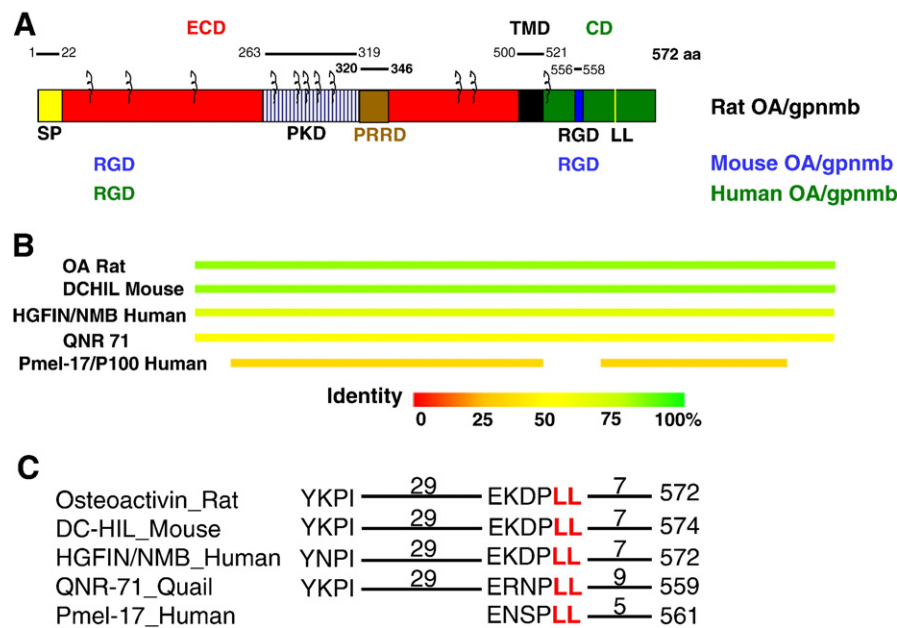 A
ECD
TMD
CD
1
22
263
319
500
521
572 aa
320
346
556
558
Rat OA/gpnmb
SP
PKD
PRRD
RGD
LL
RGD
RGD
Mouse OA/gpnmb
RGD
Human OA/gpnmb
B
OA Rat
DCHIL Mouse
HGFIN/NMB Human
QNR 71
Pmel-17/P100 Human
Identity
0 25 50 75 100%
C
Osteoactivin_Rat YKPI 29 EKDPLL 7 572
DC-HIL_Mouse YKPI 29 EKDPLL 7 574
HGFIN/NMB_Human YNPI 29 EKDPLL 7 572
QNR-71_Quail YKPI 29 ERNPLL 9 559
Pmel-17_Human ENSPLL 5 561